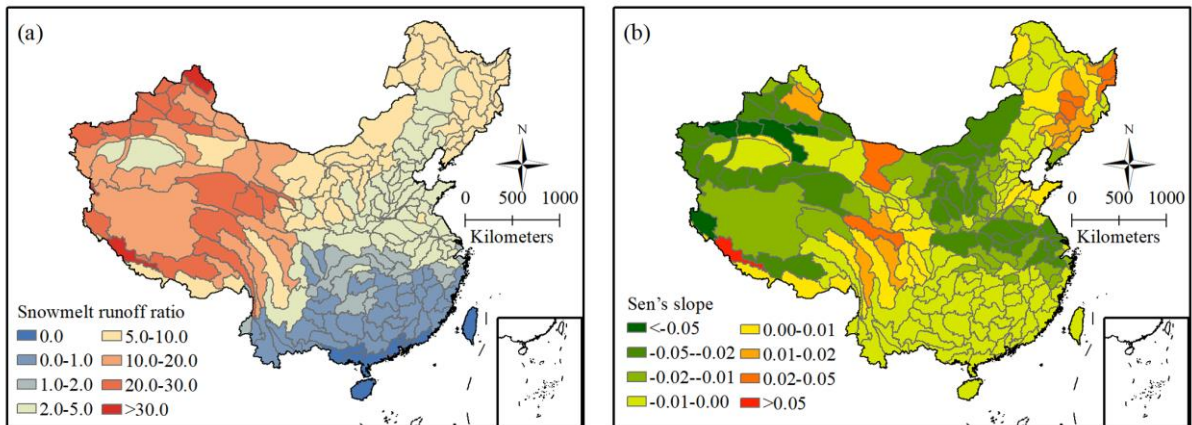 (a)
N
0 500 1000
Kilometers
Snowmelt runoff ratio
0.0
0.0-1.0
1.0-2.0
2.0-5.0
5.0-10.0
10.0-20.0
20.0-30.0
>30.0
(b)
N
0 500 1000
Kilometers
Sen's slope
<-0.05
-0.05--0.02
-0.02--0.01
-0.01-0.00
0.00-0.01
0.01-0.02
0.02-0.05
>0.05